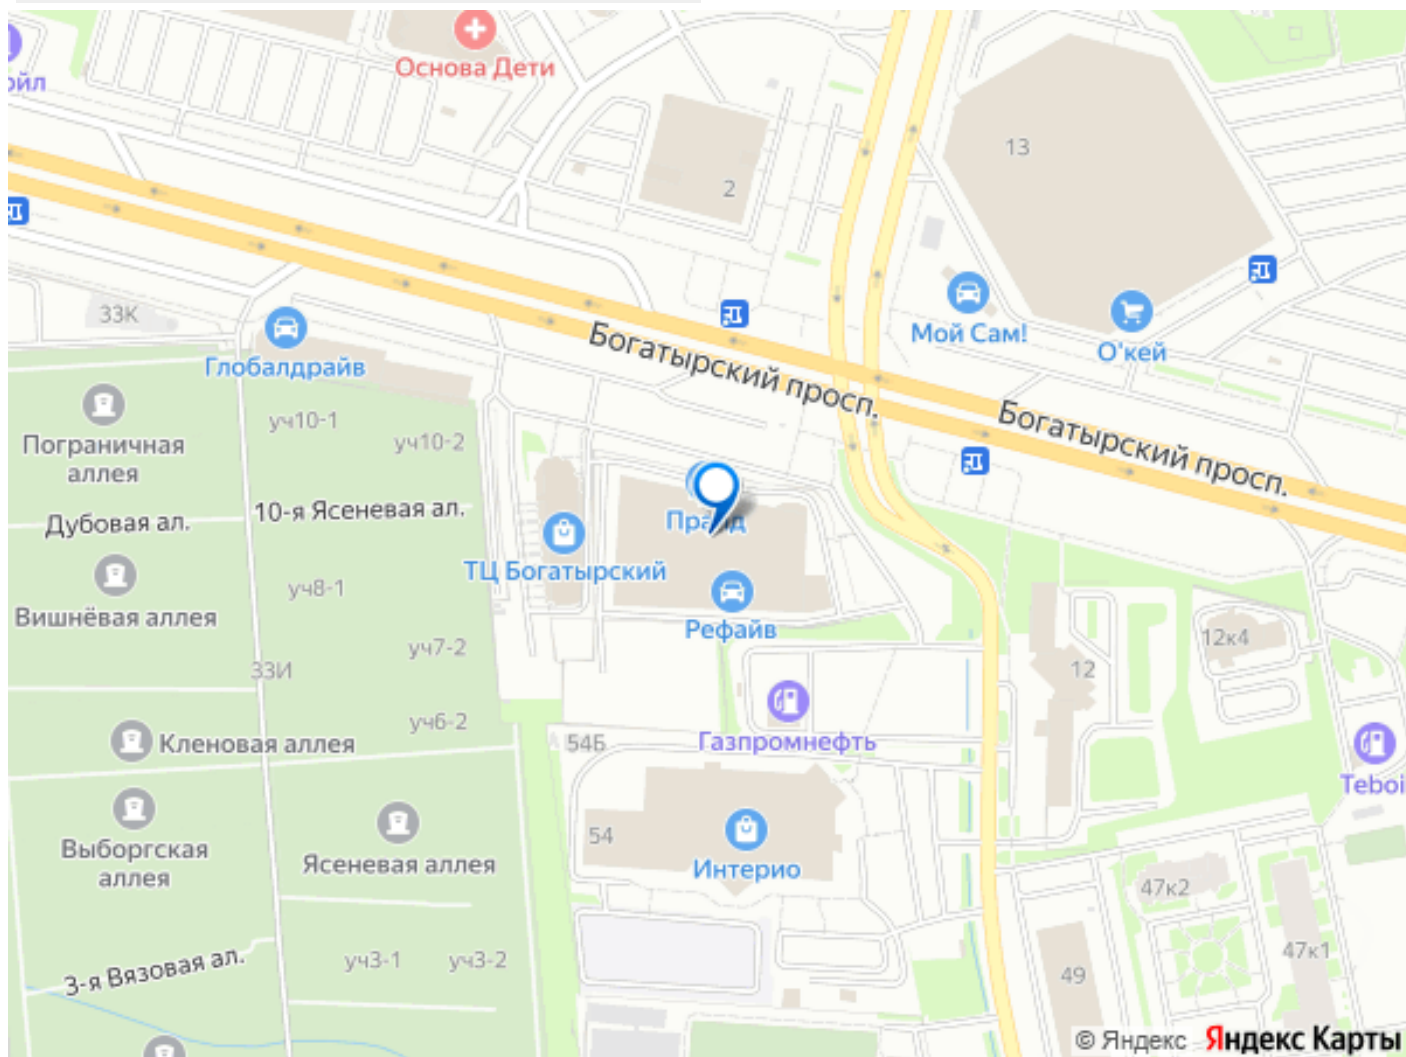 Основа Дети
ойл
13
2
33К
Мой Сам!
О'кей
Глобалдрайв
Богатырский просп.
Богатырский просп.
уч10-1
уч10-2
Пограничная
аллея
Дубовая ал.
10-я Ясеневая ал.
Прайд
ТЦ Богатырский
уч8-1
Вишнёвая аллея
Рефайв
уч7-2
33И
12
12к4
уч6-2
Кленовая аллея
54Б
Газпромнефть
Teboi
Выборгская
аллея
Ясеневая аллея
54
Интерио
47к2
47к1
3-я Вязовая ал.
уч3-1
уч3-2
49
© Яндекс Яндекс Карты